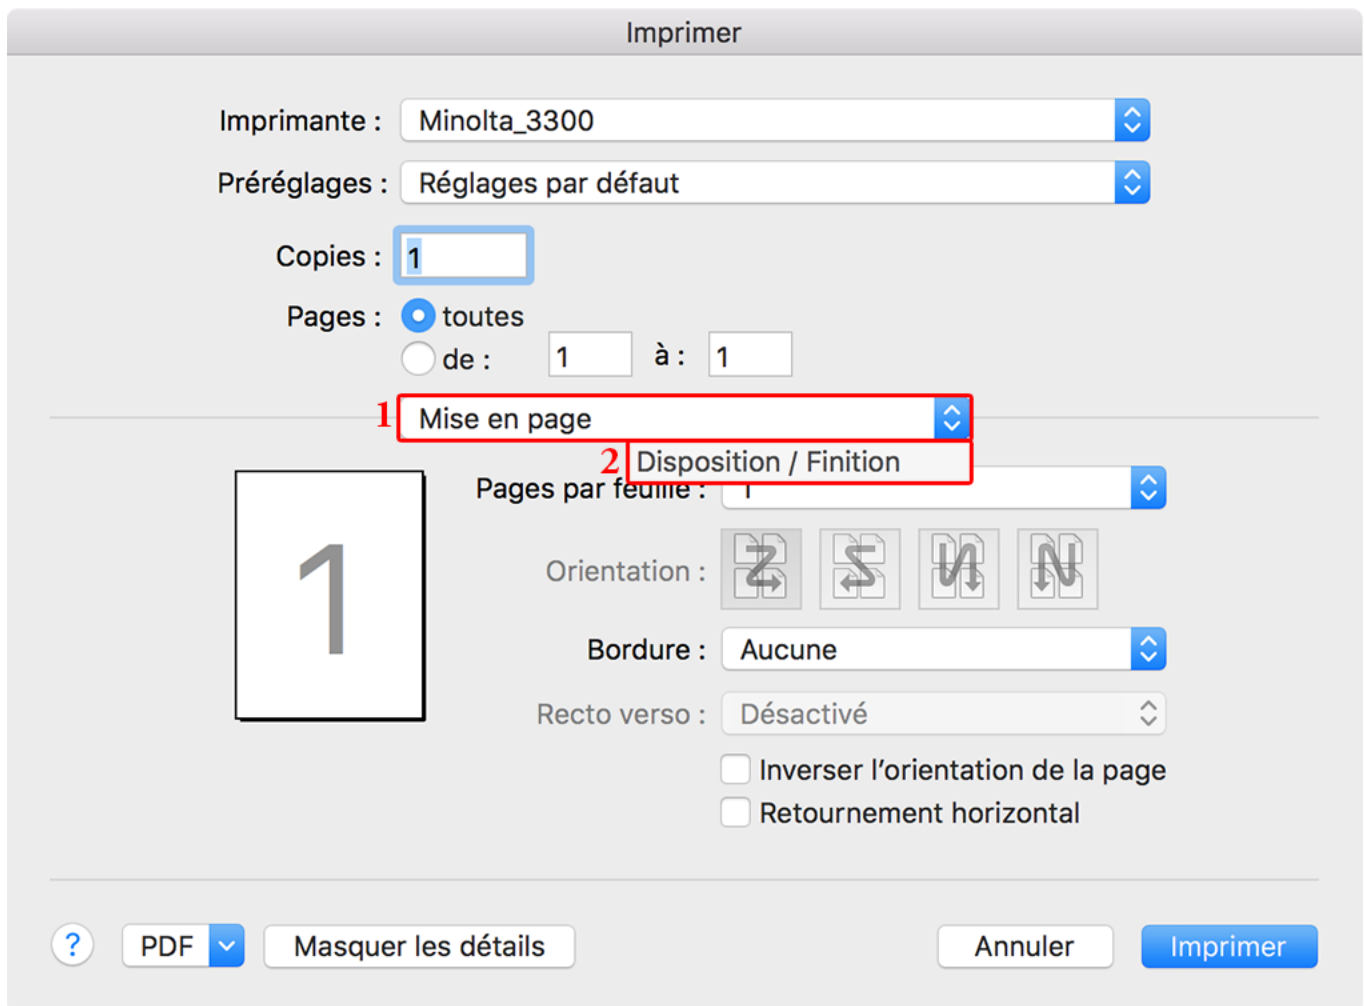 Imprimer
Imprimante : Minolta_3300
Préréglages : Réglages par défaut
Copies : 1
Pages : toutes
de : 1 à : 1
1 Mise en page
2 Disposition / Finition
Pages par feuille : 1
1
Orientation :
Bordure : Aucune
Recto verso : Désactivé
Inverser l’orientation de la page
Retournement horizontal
? PDF Masquer les détails Annuler Imprimer